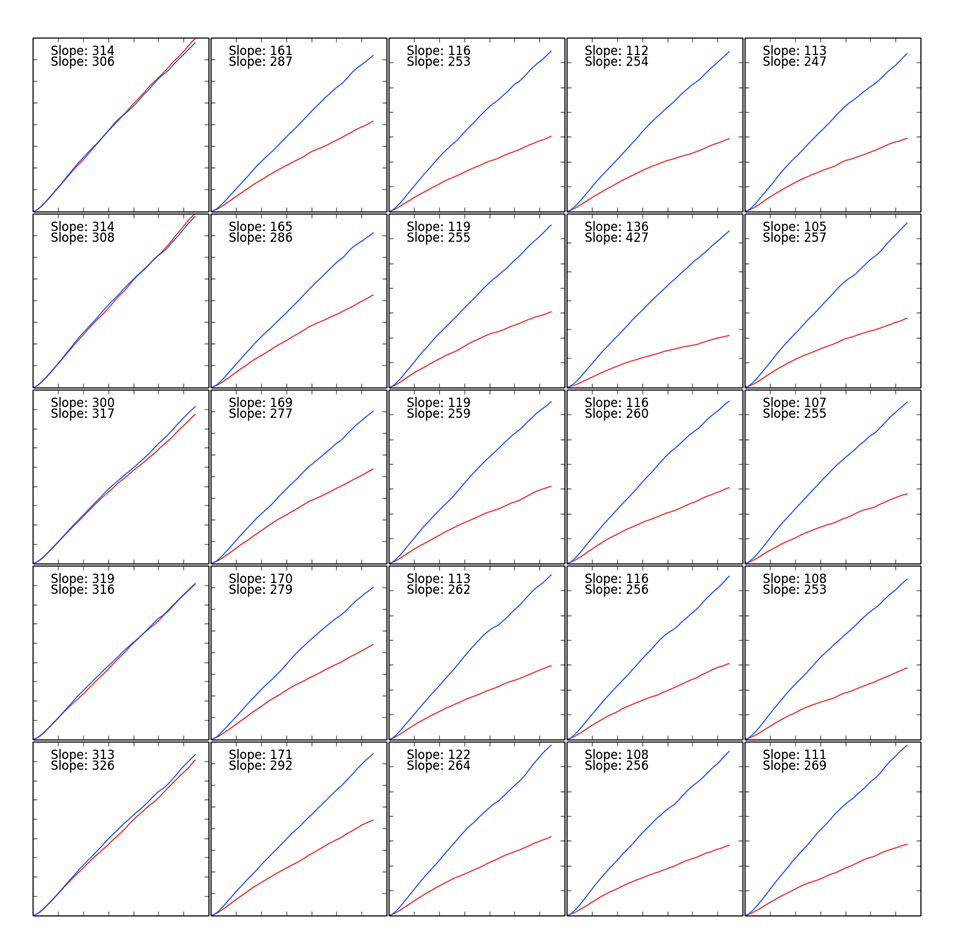 Slope: 314
Slope: 306
Slope: 161
Slope: 287
Slope: 116
Slope: 253
Slope: 112
Slope: 254
Slope: 113
Slope: 247
Slope: 314
Slope: 308
Slope: 165
Slope: 286
Slope: 119
Slope: 255
Slope: 136
Slope: 427
Slope: 105
Slope: 257
Slope: 300
Slope: 317
Slope: 169
Slope: 277
Slope: 119
Slope: 259
Slope: 116
Slope: 260
Slope: 107
Slope: 255
Slope: 319
Slope: 316
Slope: 170
Slope: 279
Slope: 113
Slope: 262
Slope: 116
Slope: 256
Slope: 108
Slope: 253
Slope: 313
Slope: 326
Slope: 171
Slope: 292
Slope: 122
Slope: 264
Slope: 108
Slope: 256
Slope: 111
Slope: 269